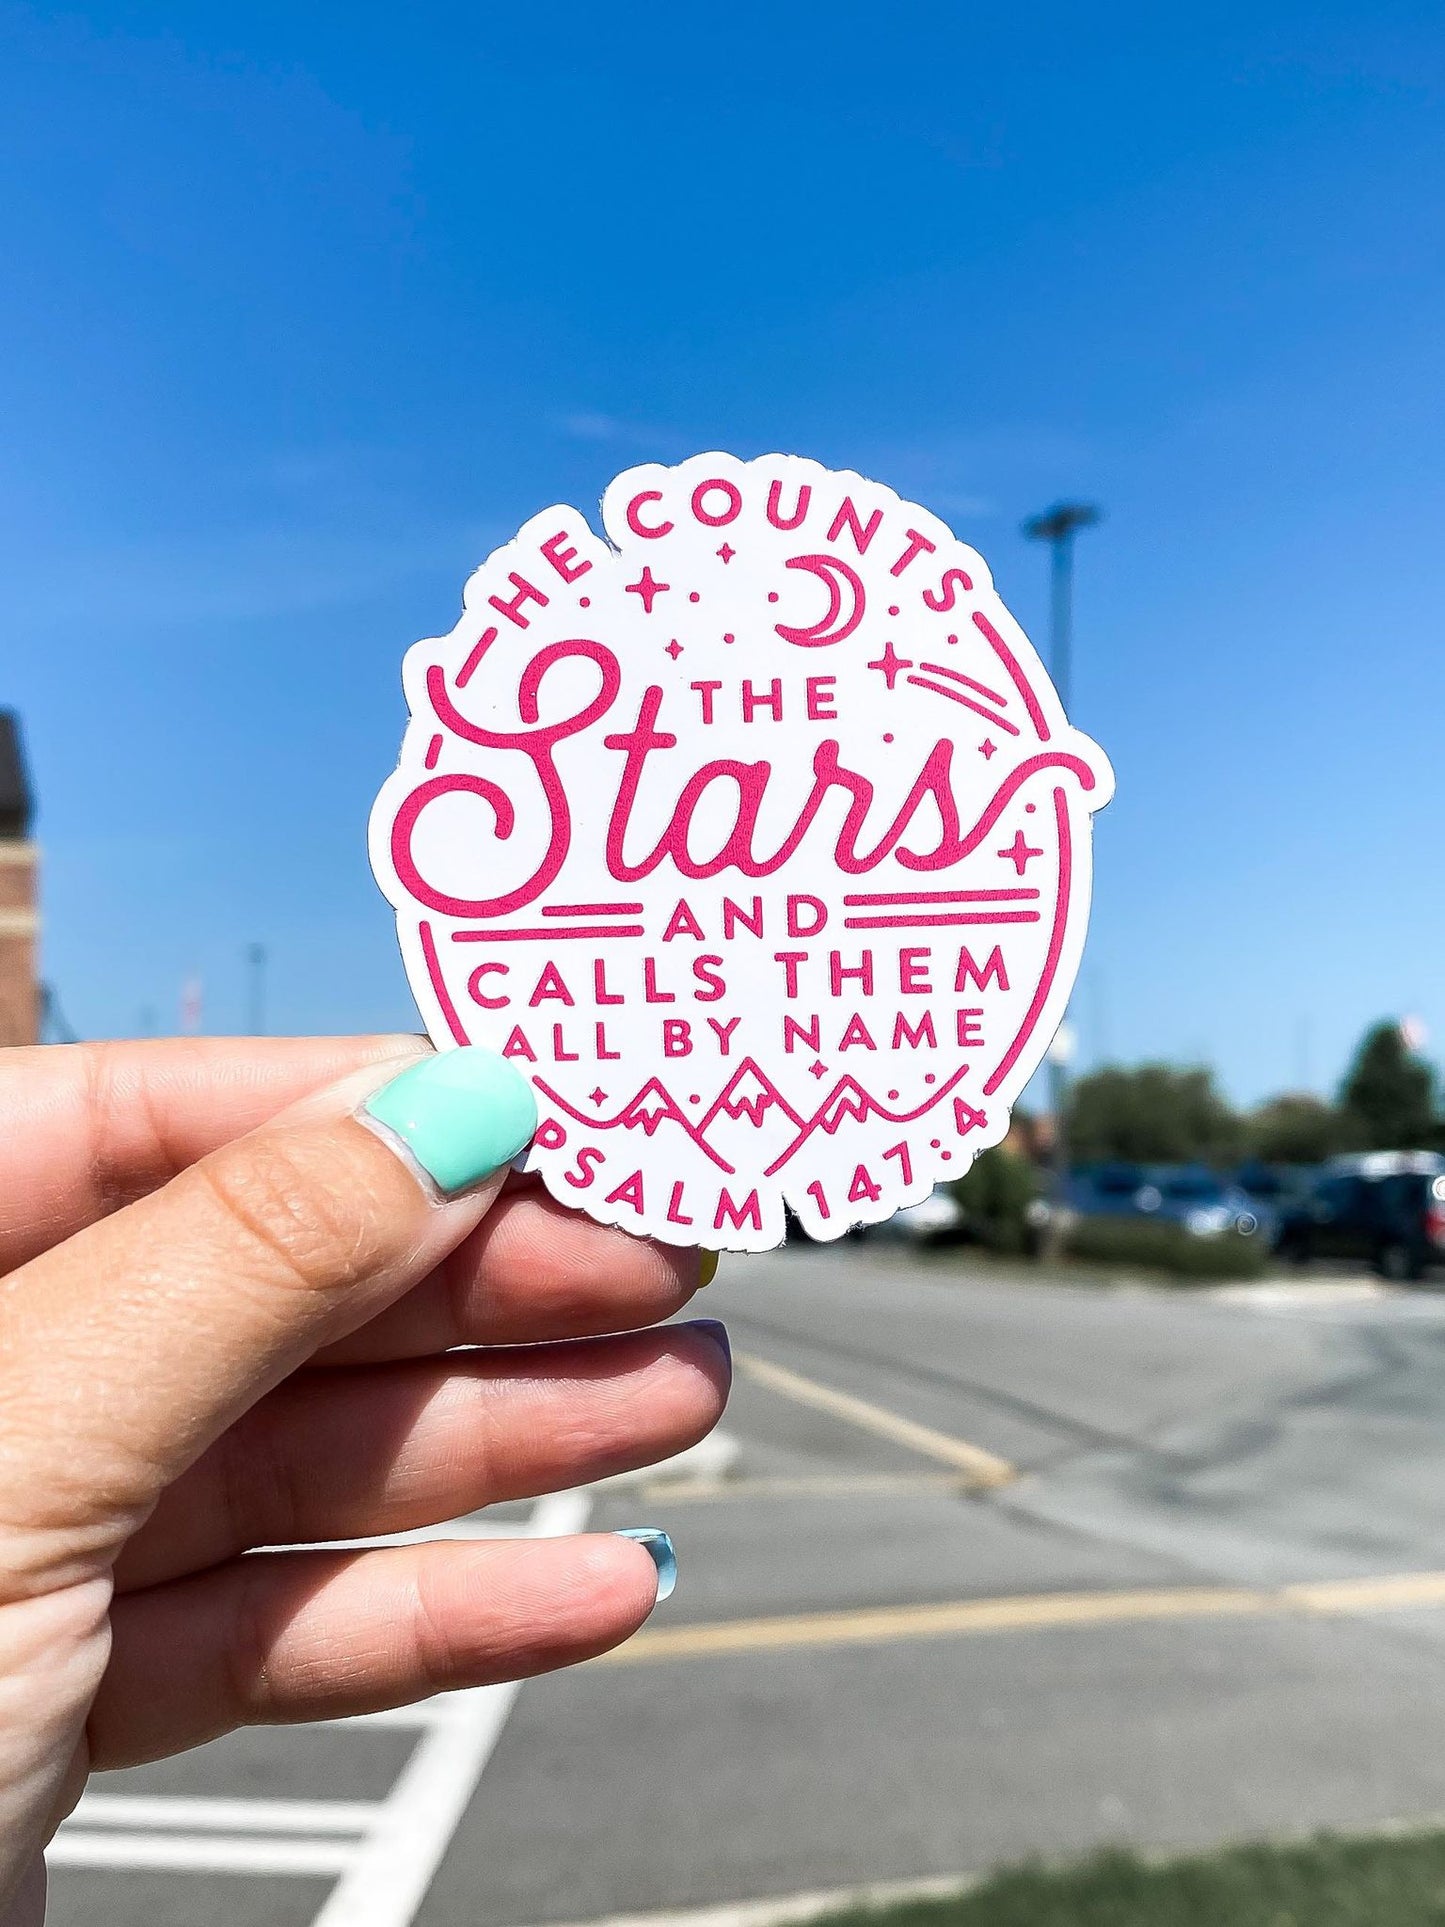 HE COUNTS
THE
Stars
AND
CALLS THEM
ALL BY NAME
PSALM 147:4